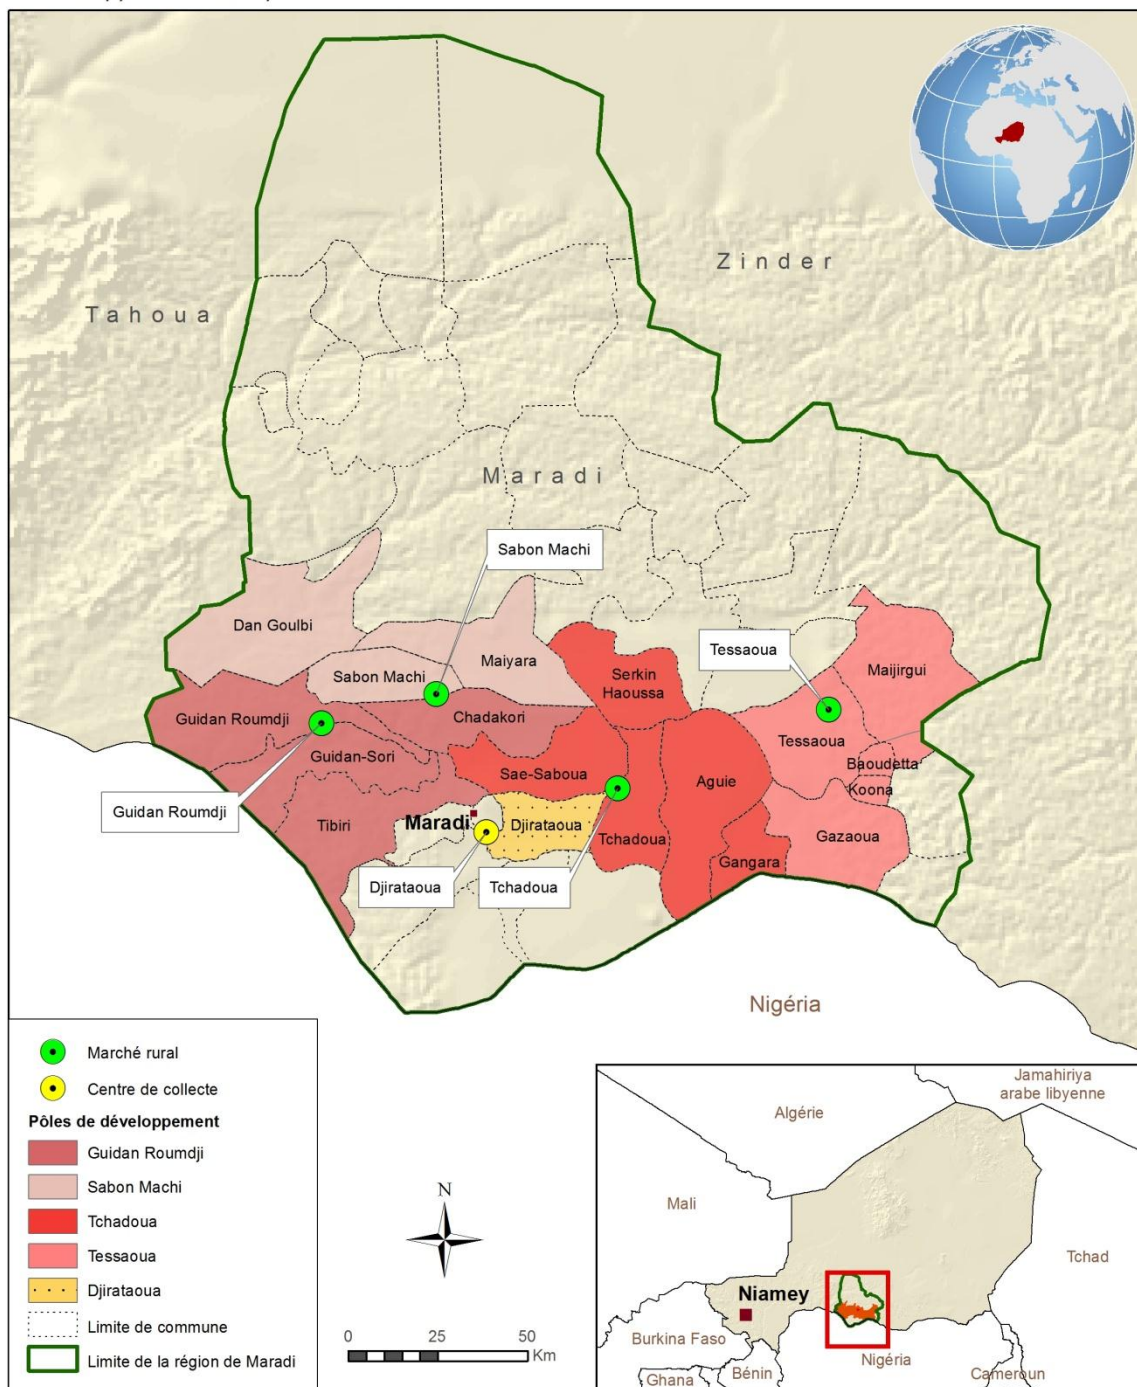 Zinder
Tahoua
Maradi
Sabon Machi
Dan Goulbi
Tessaoua
Maiyara
Maijirgui
Sabon Machi
Serkin
Haoussa
Guidan Roumdji
Chadakori
Tessaoua
Guidan-Sori
Baoudetta
Sae-Saboua
Aguie
Koona
Guidan Roumdji
Tibiri
Maradi
Djirataoua
Tchadoua
Gazaoua
Gangara
Djirataoua
Tchadoua
Nigéria
Marché rural
Centre de collecte
Pôles de développement
Guidan Roumdji
Sabon Machi
Tchadoua
Tessaoua
Djirataoua
Limite de commune
Limite de la région de Maradi
N
0 25 50
Km
Jamahiriya
arabe libyenne
Algérie
Mali
Tchad
Niamey
Burkina Faso
Nigéria
Bénin
Ghana
Cameroun